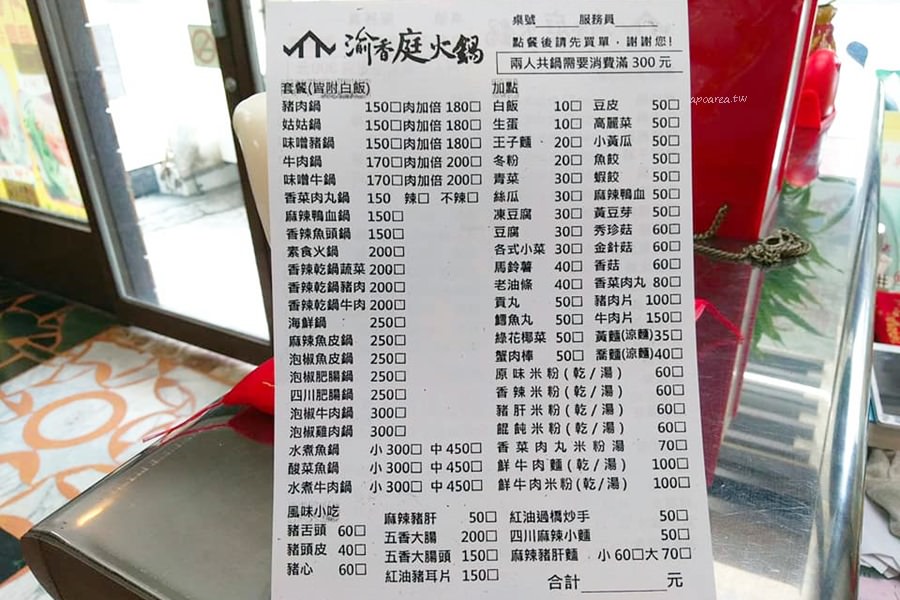 桌號______ 服務員______
渝香庭火鍋
點餐後請先買單，謝謝您!
兩人共鍋需要消費滿 300 元
apoarea.tw
套餐(皆附白飯)
豬肉鍋 150□肉加倍 180□
姑姑鍋 150□肉加倍 180□
味噌豬鍋 150□肉加倍 180□
牛肉鍋 170□肉加倍 200□
味噌牛鍋 170□肉加倍 200□
香菜肉丸鍋 150 辣□ 不辣□
麻辣鴨血鍋 150□
香辣魚頭鍋 150□
素食火鍋 200□
香辣乾鍋蔬菜 200□
香辣乾鍋豬肉 200□
香辣乾鍋牛肉 200□
海鮮鍋 250□
麻辣魚皮鍋 250□
泡椒魚皮鍋 250□
泡椒肥腸鍋 250□
四川肥腸鍋 250□
泡椒牛肉鍋 300□
泡椒雞肉鍋 300□
水煮魚鍋 小 300□ 中 450□
酸菜魚鍋 小 300□ 中 450□
水煮牛肉鍋 小 300□ 中 450□
加點
白飯 10□ 豆皮 50□
生蛋 10□ 高麗菜 50□
王子麵 20□ 小黃瓜 50□
冬粉 20□ 魚餃 50□
青菜 30□ 蝦餃 50□
絲瓜 30□ 麻辣鴨血 50□
凍豆腐 30□ 黃豆芽 50□
豆腐 30□ 秀珍菇 60□
各式小菜 30□ 金針菇 60□
馬鈴薯 40□ 香菇 60□
老油條 40□ 香菜肉丸 80□
貢丸 50□ 豬肉片 100□
鱈魚丸 50□ 牛肉片 150□
綠花椰菜 50□ 黃麵(涼麵)35□
蟹肉棒 50□ 蕎麵(涼麵)40□
原味米粉(乾/湯) 60□
香辣米粉(乾/湯) 60□
豬肝米粉(乾/湯) 60□
餛飩米粉(乾/湯) 60□
香菜肉丸米粉湯 70□
鮮牛肉麵(乾/湯) 100□
鮮牛肉米粉(乾/湯) 100□
風味小吃
豬舌頭 60□
豬頭皮 40□
豬心 60□
麻辣豬肝 50□
五香大腸 200□
五香大腸頭 150□
紅油豬耳片 150□
紅油過橋炒手 50□
四川麻辣小麵 50□
麻辣豬肝麵 小 60□大 70□
合計________元